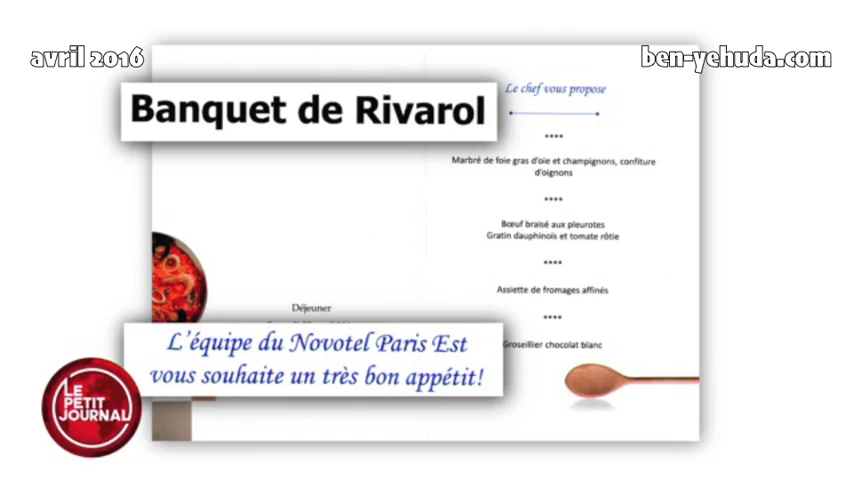 avril 2016
ben-yehuda.com
Banquet de Rivarol
Le chef vous propose
****
Marbré de foie gras d'oie et champignons, confiture
d'oignons
****
Bœuf braisé aux pleurotes
Gratin dauphinois et tomate rôtie
****
Assiette de fromages affinés
****
Groseillier chocolat blanc
Déjeuner
L'équipe du Novotel Paris Est
vous souhaite un très bon appétit!
LE
PETIT
JOURNAL